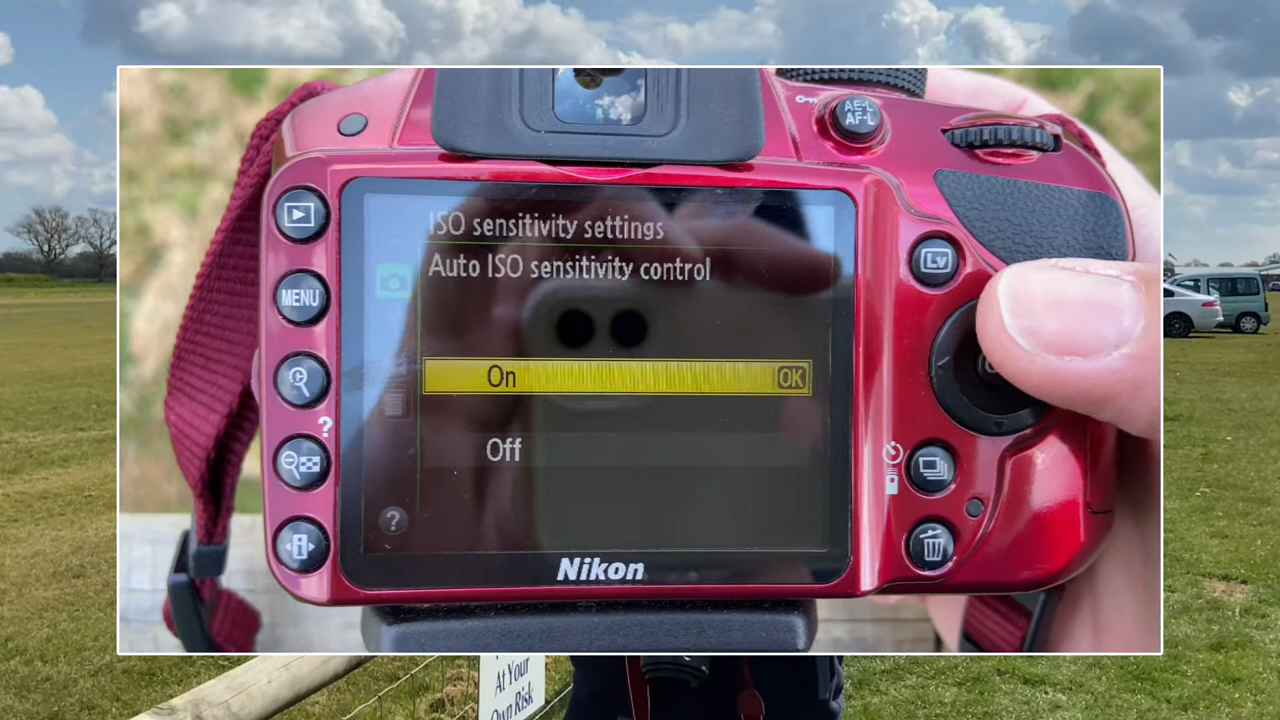 AE-L
AF-L
ISO sensitivity settings
Auto ISO sensitivity control
Lv
MENU
On
OK
?
Off
?
i
Nikon
At Your
Own Risk